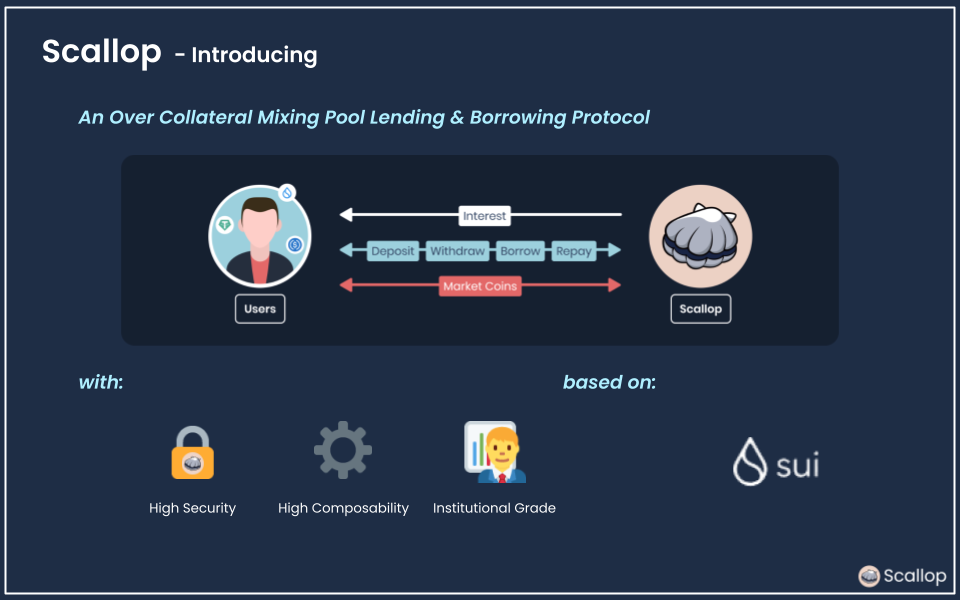 Scallop - Introducing
An Over Collateral Mixing Pool Lending & Borrowing Protocol
Interest
Deposit Withdraw Borrow Repay
Market Coins
Users
Scallop
with:
based on:
sui
High Security
High Composability
Institutional Grade
Scallop